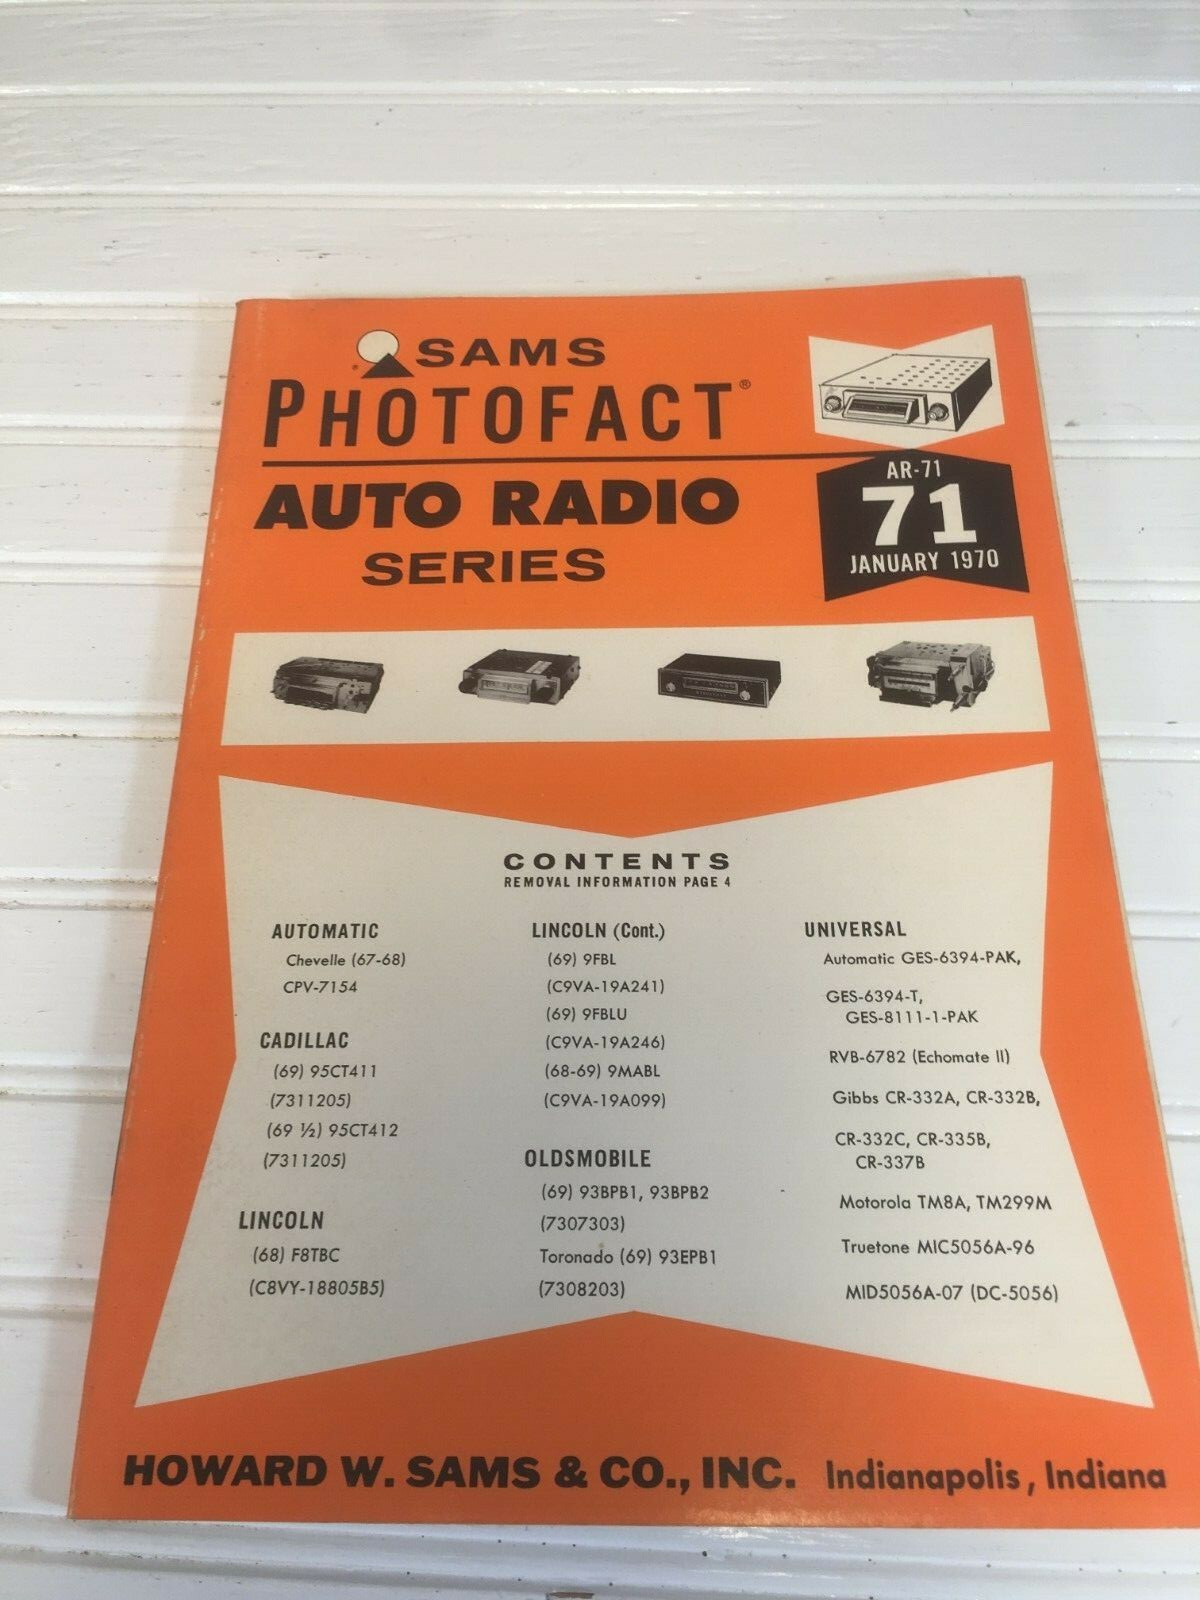 SAMS
PHOTOFACT®
AUTO RADIO
SERIES
AR-71
71
JANUARY 1970
CONTENTS
REMOVAL INFORMATION PAGE 4
AUTOMATIC
Chevelle (67-68)
CPV-7154
CADILLAC
(69) 95CT411
(7311205)
(69 ½) 95CT412
(7311205)
LINCOLN
(68) F8TBC
(C8VY-18805B5)
LINCOLN (Cont.)
(69) 9FBL
(C9VA-19A241)
(69) 9FBLU
(C9VA-19A246)
(68-69) 9MABL
(C9VA-19A099)
OLDSMOBILE
(69) 93BPB1, 93BPB2
(7307303)
Toronado (69) 93EPB1
(7308203)
UNIVERSAL
Automatic GES-6394-PAK,
GES-6394-T,
GES-8111-1-PAK
RVB-6782 (Echomate II)
Gibbs CR-332A, CR-332B,
CR-332C, CR-335B,
CR-337B
Motorola TM8A, TM299M
Truetone MIC5056A-96
MID5056A-07 (DC-5056)
HOWARD W. SAMS & CO., INC. Indianapolis, Indiana